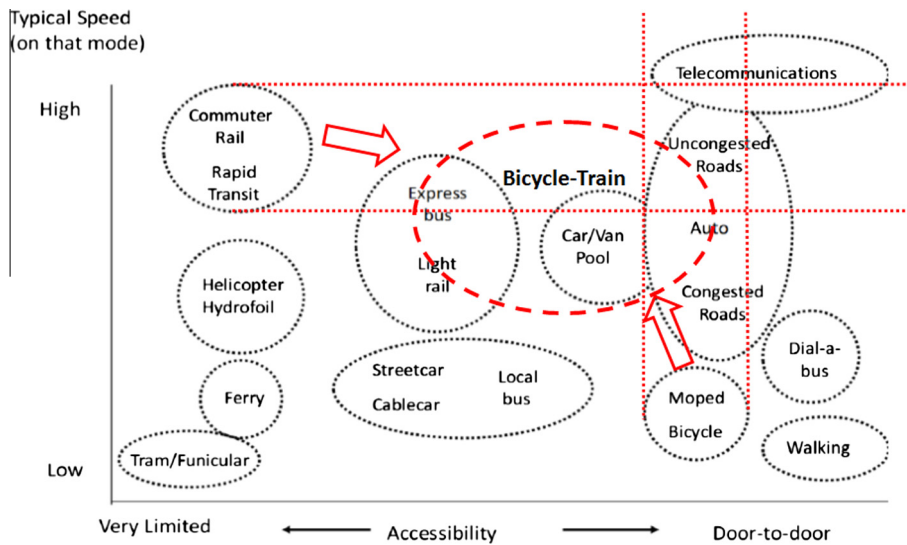 Typical Speed
(on that mode)
High
Low
Telecommunications
Commuter
Rail
Rapid
Transit
Uncongested
Roads
Bicycle-Train
Express
bus
Light
rail
Car/Van
Pool
Auto
Congested
Roads
Helicopter
Hydrofoil
Dial-a-
bus
Streetcar
Cablecar
Local
bus
Ferry
Moped
Bicycle
Tram/Funicular
Walking
Very Limited
Accessibility
Door-to-door